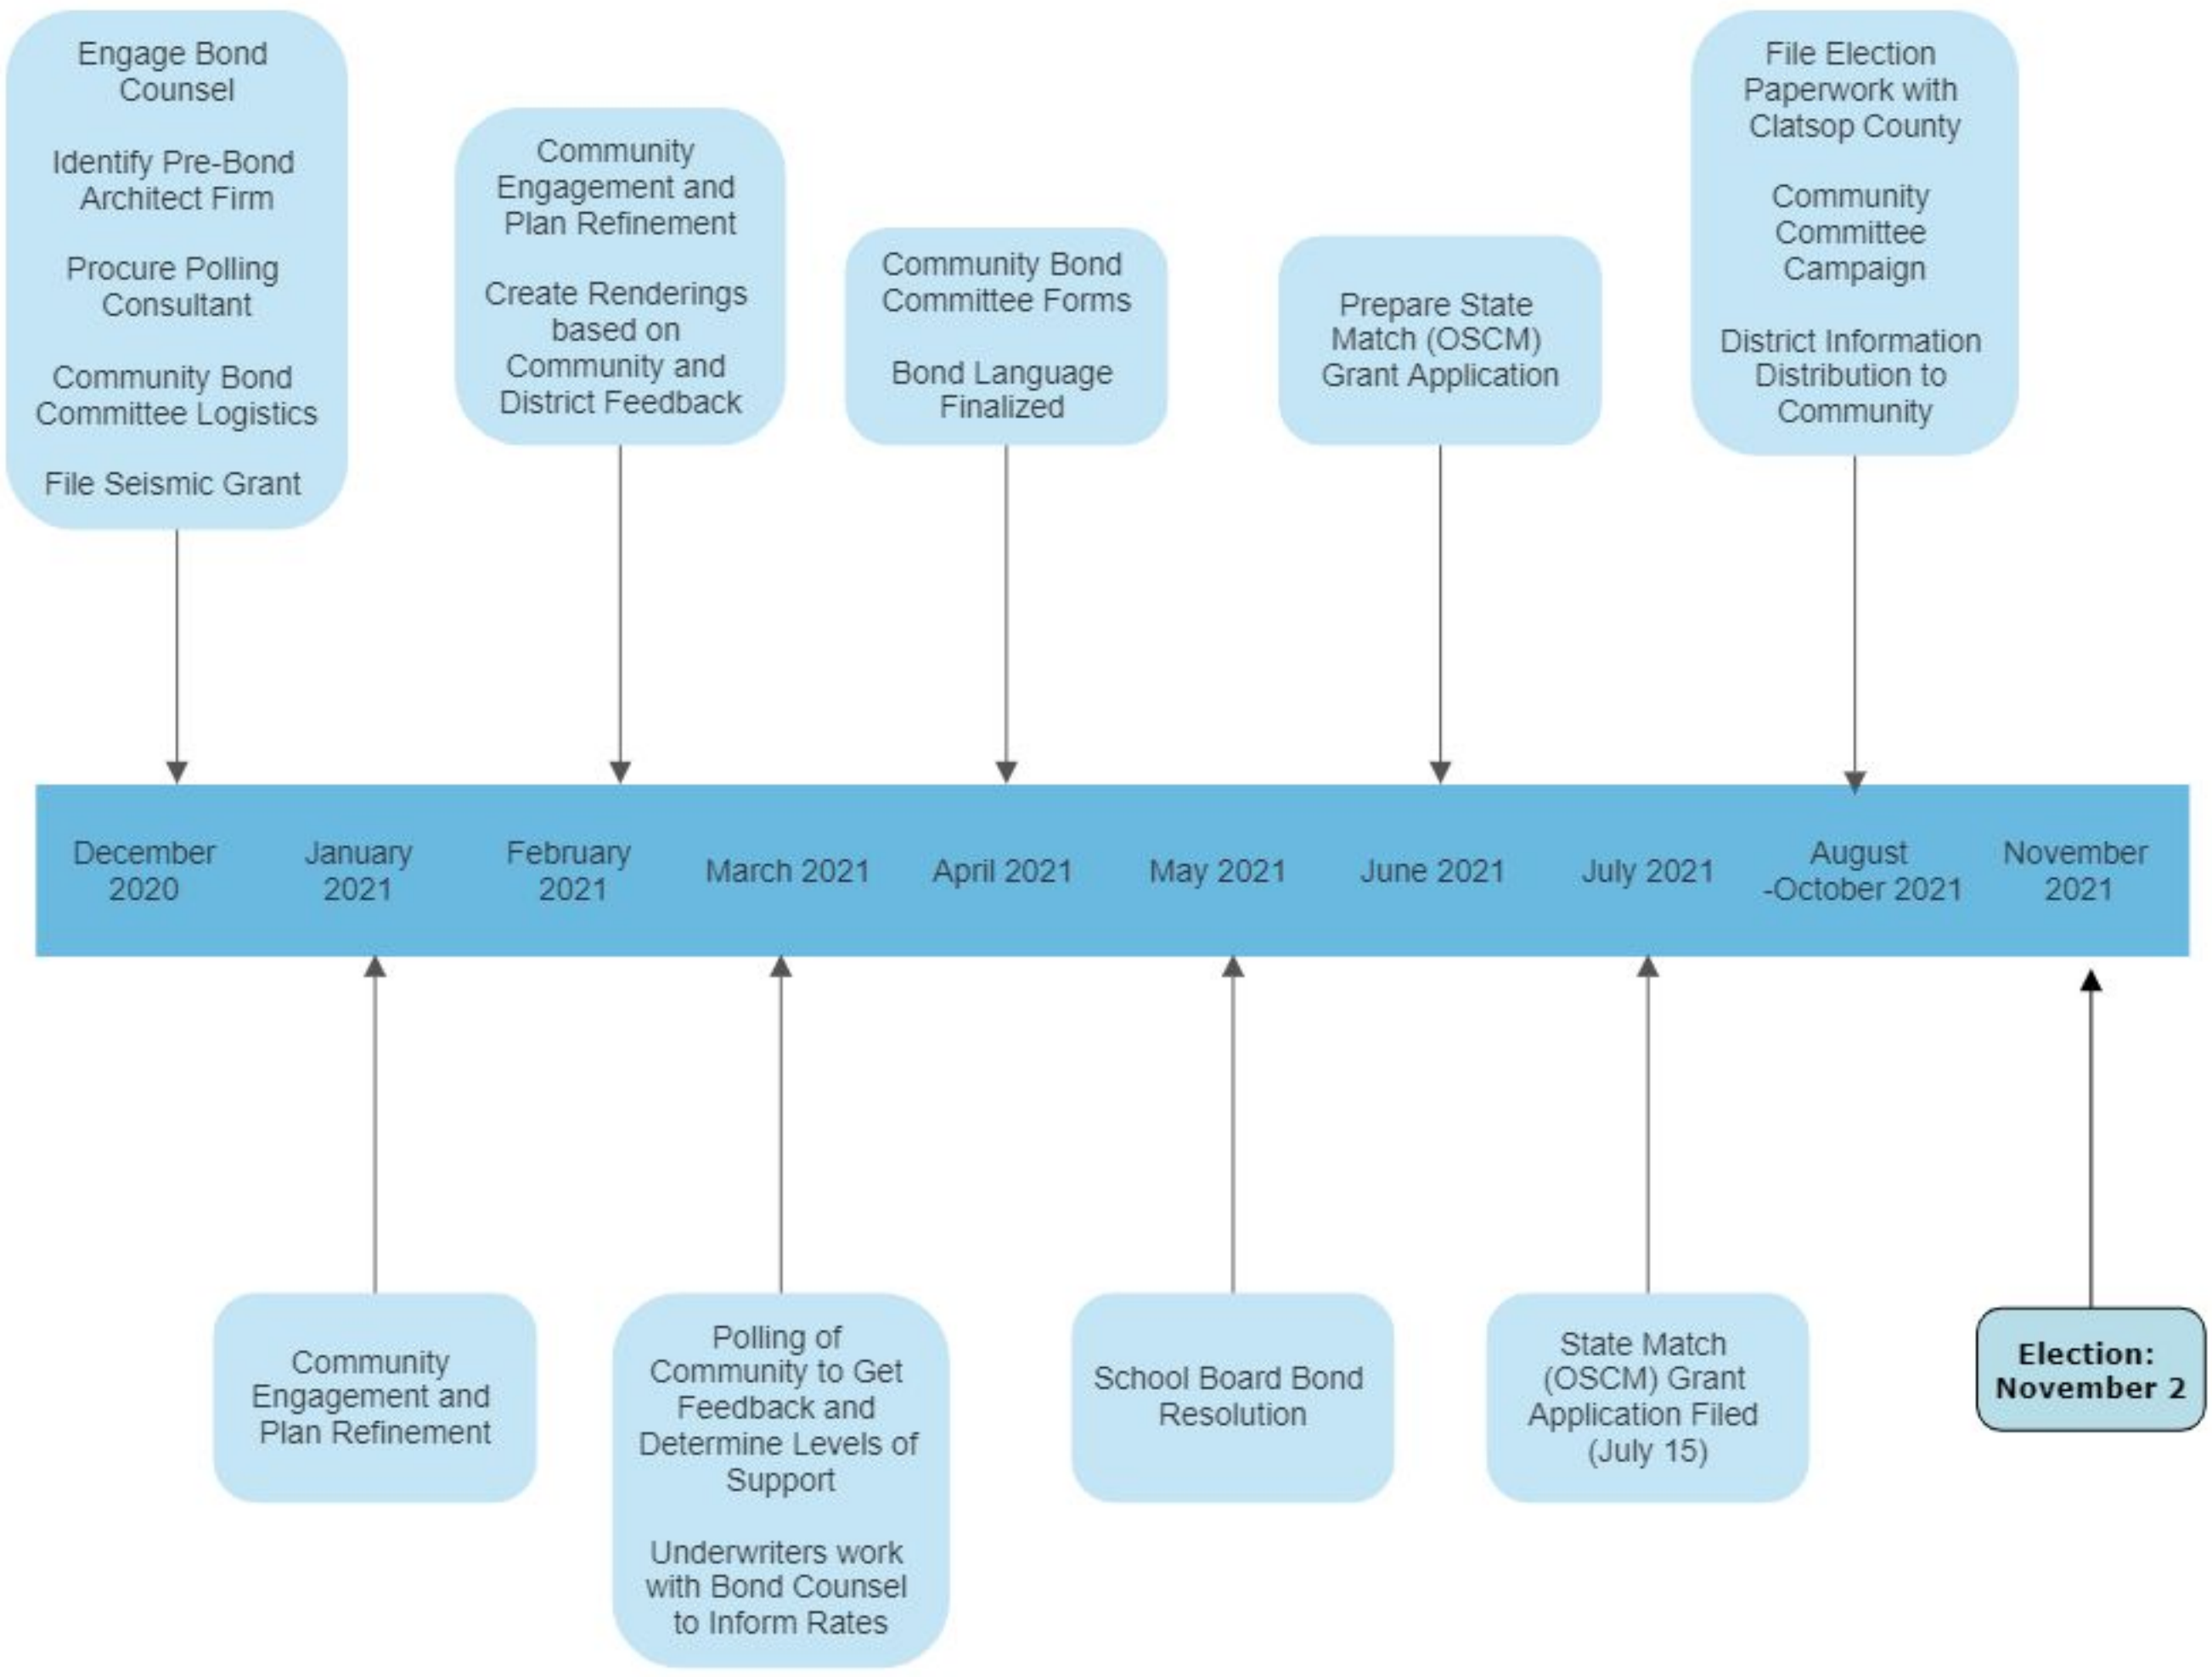 Engage Bond
Counsel
Identify Pre-Bond
Architect Firm
Procure Polling
Consultant
Community Bond
Committee Logistics
File Seismic Grant
Community
Engagement and
Plan Refinement
Create Renderings
based on
Community and
District Feedback
Community Bond
Committee Forms
Bond Language
Finalized
Prepare State
Match (OSCM)
Grant Application
File Election
Paperwork with
Clatsop County
Community
Committee
Campaign
District Information
Distribution to
Community
December
2020
January
2021
February
2021
March 2021
April 2021
May 2021
June 2021
July 2021
August
-October 2021
November
2021
Community
Engagement and
Plan Refinement
Polling of
Community to Get
Feedback and
Determine Levels of
Support
Underwriters work
with Bond Counsel
to Inform Rates
School Board Bond
Resolution
State Match
(OSCM) Grant
Application Filed
(July 15)
Election:
November 2